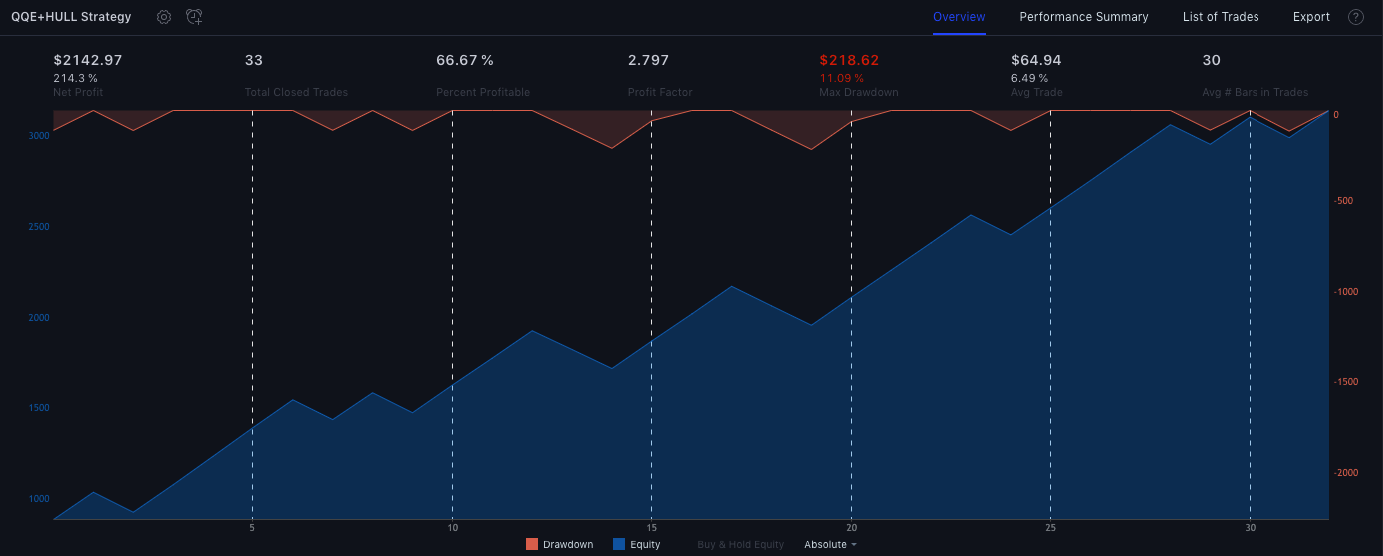 QQE+HULL Strategy
Overview Performance Summary List of Trades Export ?
$2142.97 33 66.67 % 2.797 $218.62 $64.94 30
214.3 % 11.09 % 6.49 %
Net Profit Total Closed Trades Percent Profitable Profit Factor Max Drawdown Avg Trade Avg # Bars in Trades
3000 0
2500 -500
2000 -1000
1500 -1500
1000 -2000
5 10 15 20 25 30
Drawdown Equity Buy & Hold Equity Absolute